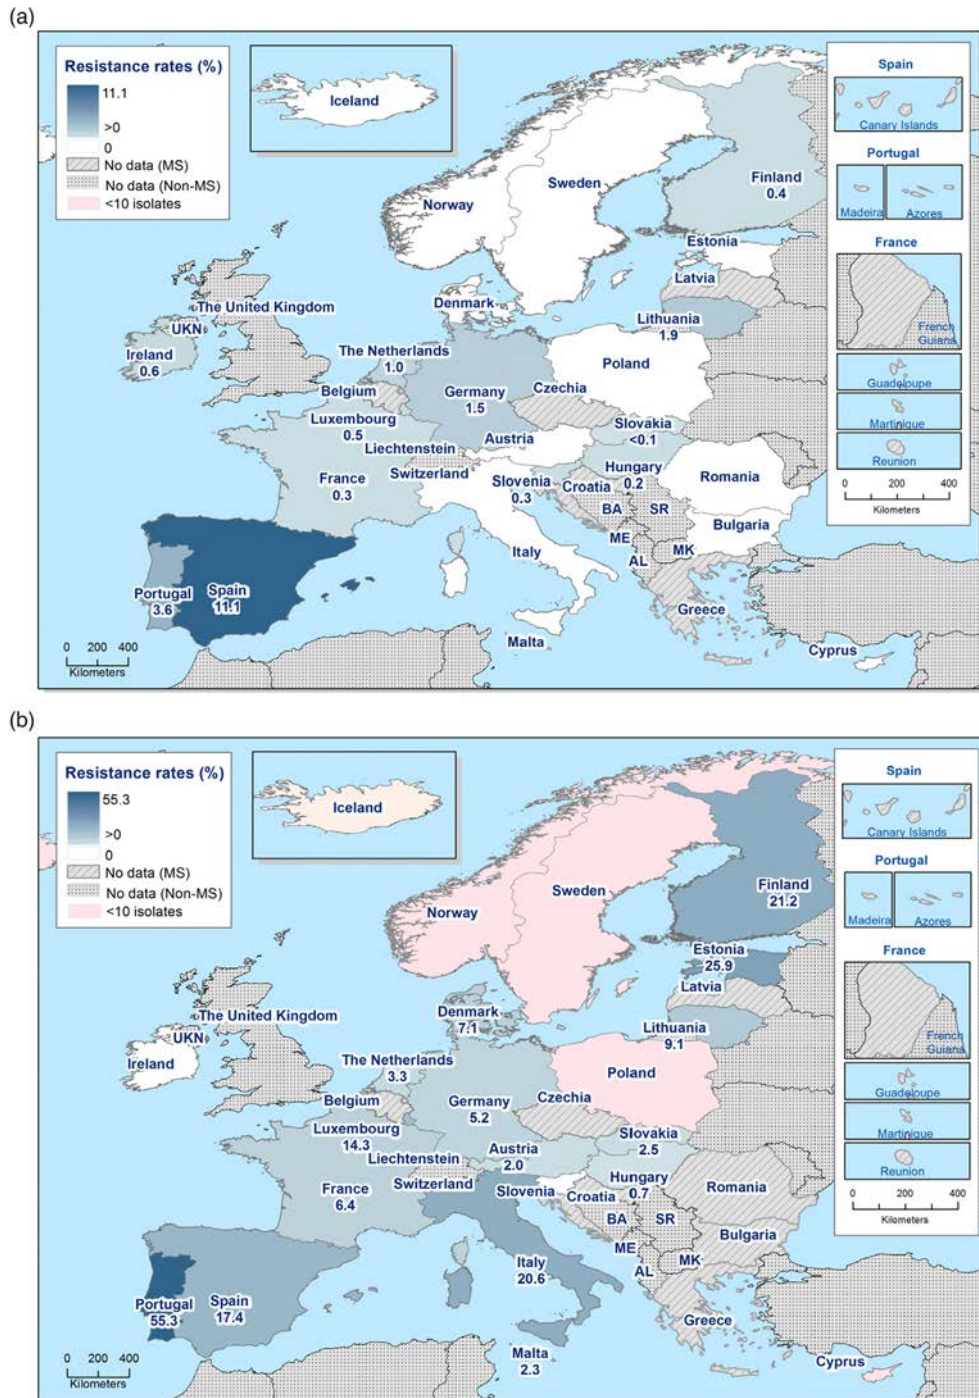 (a)
Resistance rates (%)
11.1
>0
0
No data (MS)
No data (Non-MS)
<10 isolates
Iceland
Spain
Canary Islands
Portugal
Madeira
Azores
France
French
Guiana
Guadeloupe
Martinique
Reunion
0 200 400
Kilometers
Finland
0.4
Sweden
Norway
Estonia
Latvia
Denmark
The United Kingdom
Lithuania
1.9
UKN
Ireland
0.6
The Netherlands
1.0
Poland
Belgium
Germany
1.5
Czechia
Luxembourg
0.5
Slovakia
<0.1
Liechtenstein
Austria
France
0.3
Switzerland
Hungary
0.2
Slovenia
0.3
Croatia
Romania
BA
SR
Bulgaria
ME
Italy
AL
MK
Portugal
3.6
Spain
11.1
Greece
Malta
Cyprus
0 200 400
Kilometers
(b)
Resistance rates (%)
55.3
>0
0
No data (MS)
No data (Non-MS)
<10 isolates
Iceland
Spain
Canary Islands
Portugal
Madeira
Azores
France
French
Guiana
Guadeloupe
Martinique
Reunion
0 200 400
Kilometers
Finland
21.2
Sweden
Norway
Estonia
25.9
Latvia
Denmark
7.1
The United Kingdom
Lithuania
9.1
UKN
Ireland
The Netherlands
3.3
Poland
Belgium
Germany
5.2
Czechia
Luxembourg
14.3
Slovakia
2.5
Liechtenstein
Austria
2.0
France
6.4
Switzerland
Hungary
0.7
Slovenia
Croatia
Romania
BA
SR
Bulgaria
ME
Italy
20.6
AL
MK
Portugal
55.3
Spain
17.4
Greece
Malta
2.3
Cyprus
0 200 400
Kilometers